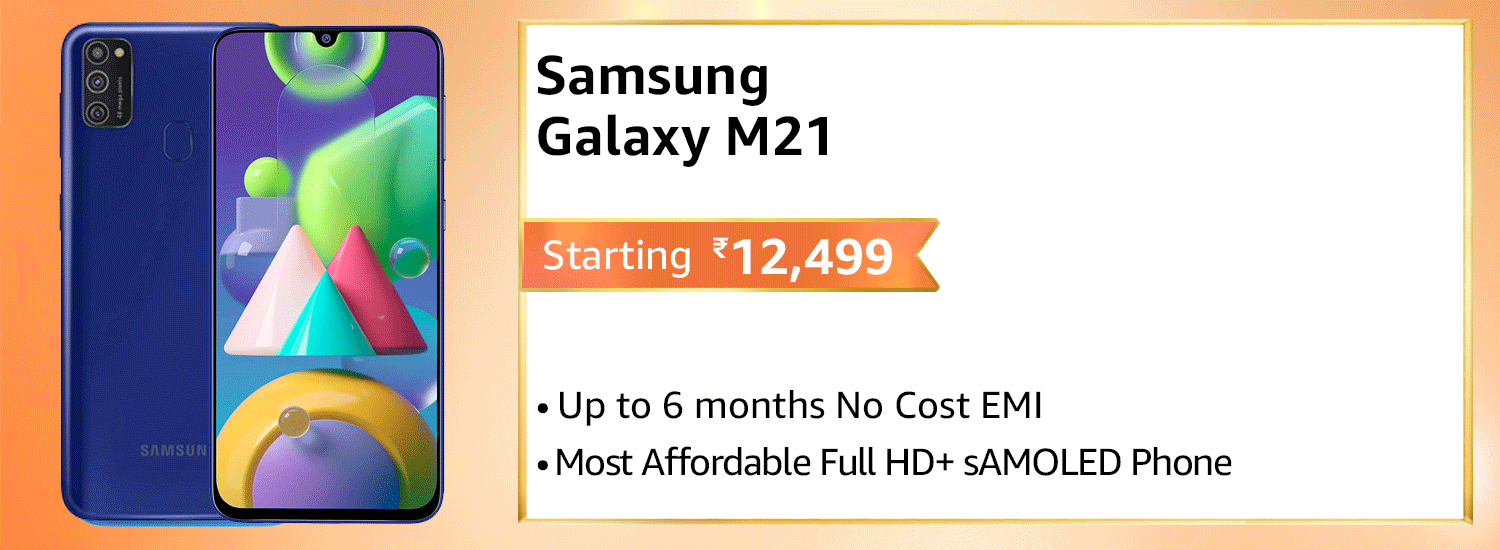 48 mega pixels
SAMSUN
Samsung
Galaxy M21
Starting ₹12,499
• Up to 6 months No Cost EMI
• Most Affordable Full HD+ sAMOLED Phone